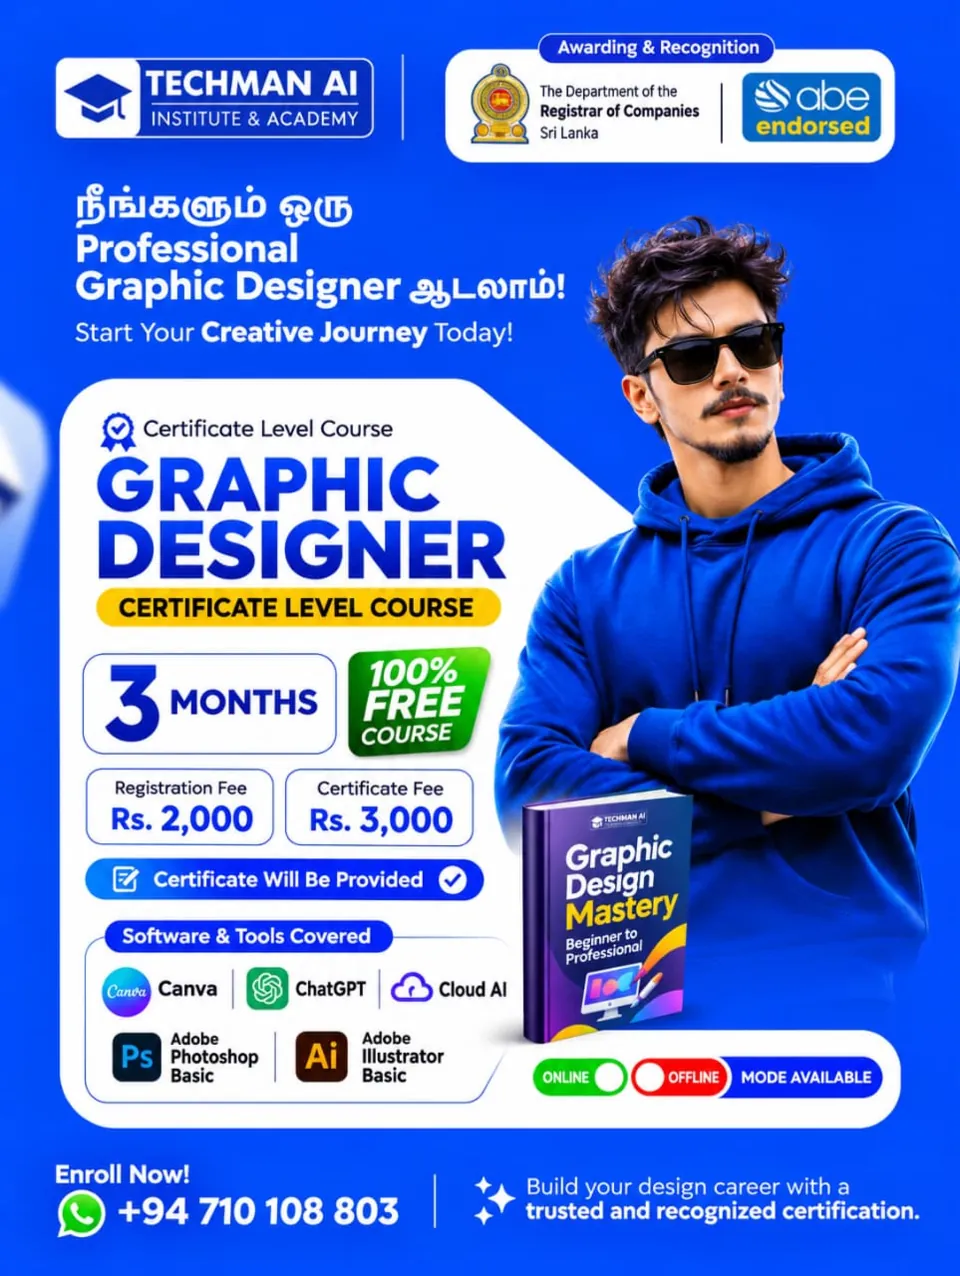 TECHMAN AI
INSTITUTE & ACADEMY
Awarding & Recognition
The Department of the
Registrar of Companies
Sri Lanka
abe
endorsed
நீங்களும் ஒரு
Professional
Graphic Designer ஆடலாம்!
Start Your Creative Journey Today!
Certificate Level Course
GRAPHIC
DESIGNER
CERTIFICATE LEVEL COURSE
3 MONTHS
100%
FREE
COURSE
Registration Fee
Rs. 2,000
Certificate Fee
Rs. 3,000
Certificate Will Be Provided
Software & Tools Covered
Canva
Canva
ChatGPT
Cloud AI
Ps
Adobe
Photoshop
Basic
Ai
Adobe
Illustrator
Basic
TECHMAN AI
Graphic
Design
Mastery
Beginner to
Professional
ONLINE
OFFLINE
MODE AVAILABLE
Enroll Now!
+94 710 108 803
Build your design career with a
trusted and recognized certification.